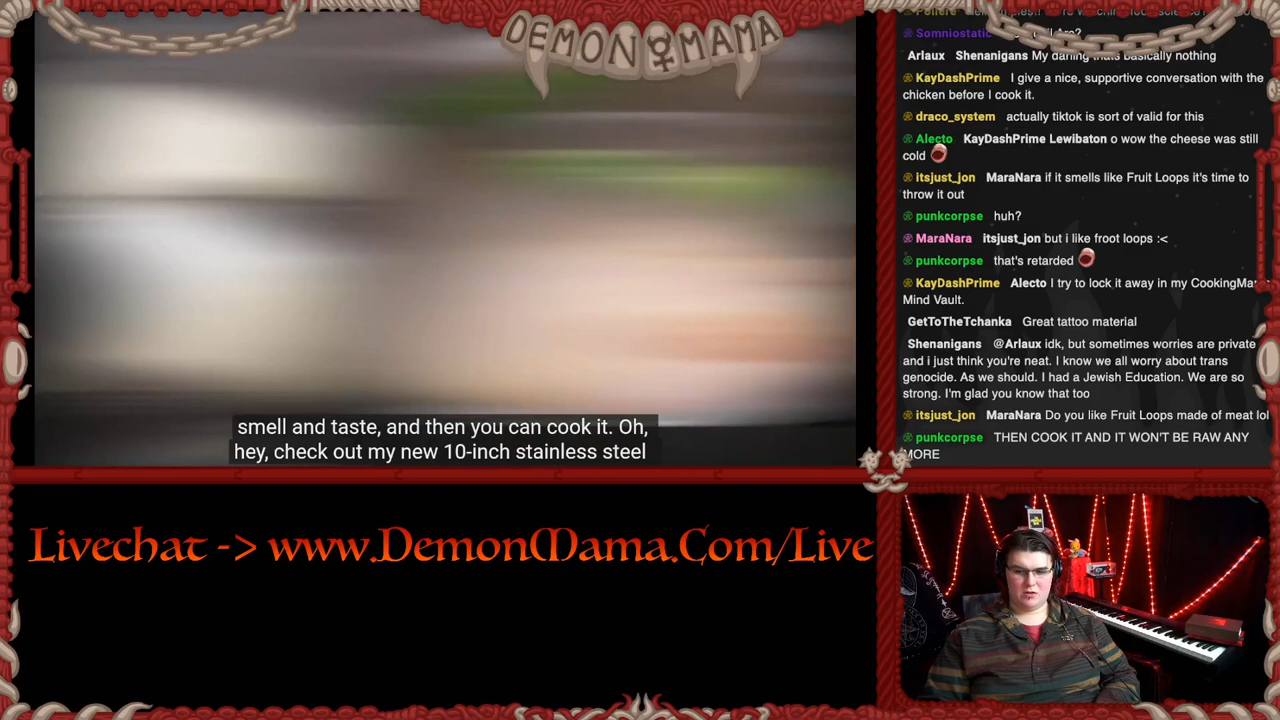 DEMON MAMA
Somniostatic
Arlaux Shenanigans My darling thats basically nothing
KayDashPrime I give a nice, supportive conversation with the
chicken before I cook it.
draco_system actually tiktok is sort of valid for this
Alecto KayDashPrime Lewibaton o wow the cheese was still
cold
itsjust_jon MaraNara if it smells like Fruit Loops it's time to
throw it out
punkcorpse huh?
MaraNara itsjust_jon but i like froot loops :<
punkcorpse that's retarded
KayDashPrime Alecto I try to lock it away in my
Mind Vault.
GetToTheTchanka Great tattoo material
Shenanigans @Arlaux idk, but sometimes worries are private
and i just think you're neat. I know we all worry about trans
genocide. As we should. I had a Jewish Education. We are so
strong. I'm glad you know that too
itsjust_jon MaraNara Do you like Fruit Loops made of meat lol
punkcorpse THEN COOK IT AND IT WON'T BE RAW ANY
MORE
smell and taste, and then you can cook it. Oh,
hey, check out my new 10-inch stainless steel
Livechat -> www.DemonMama.Com/Live